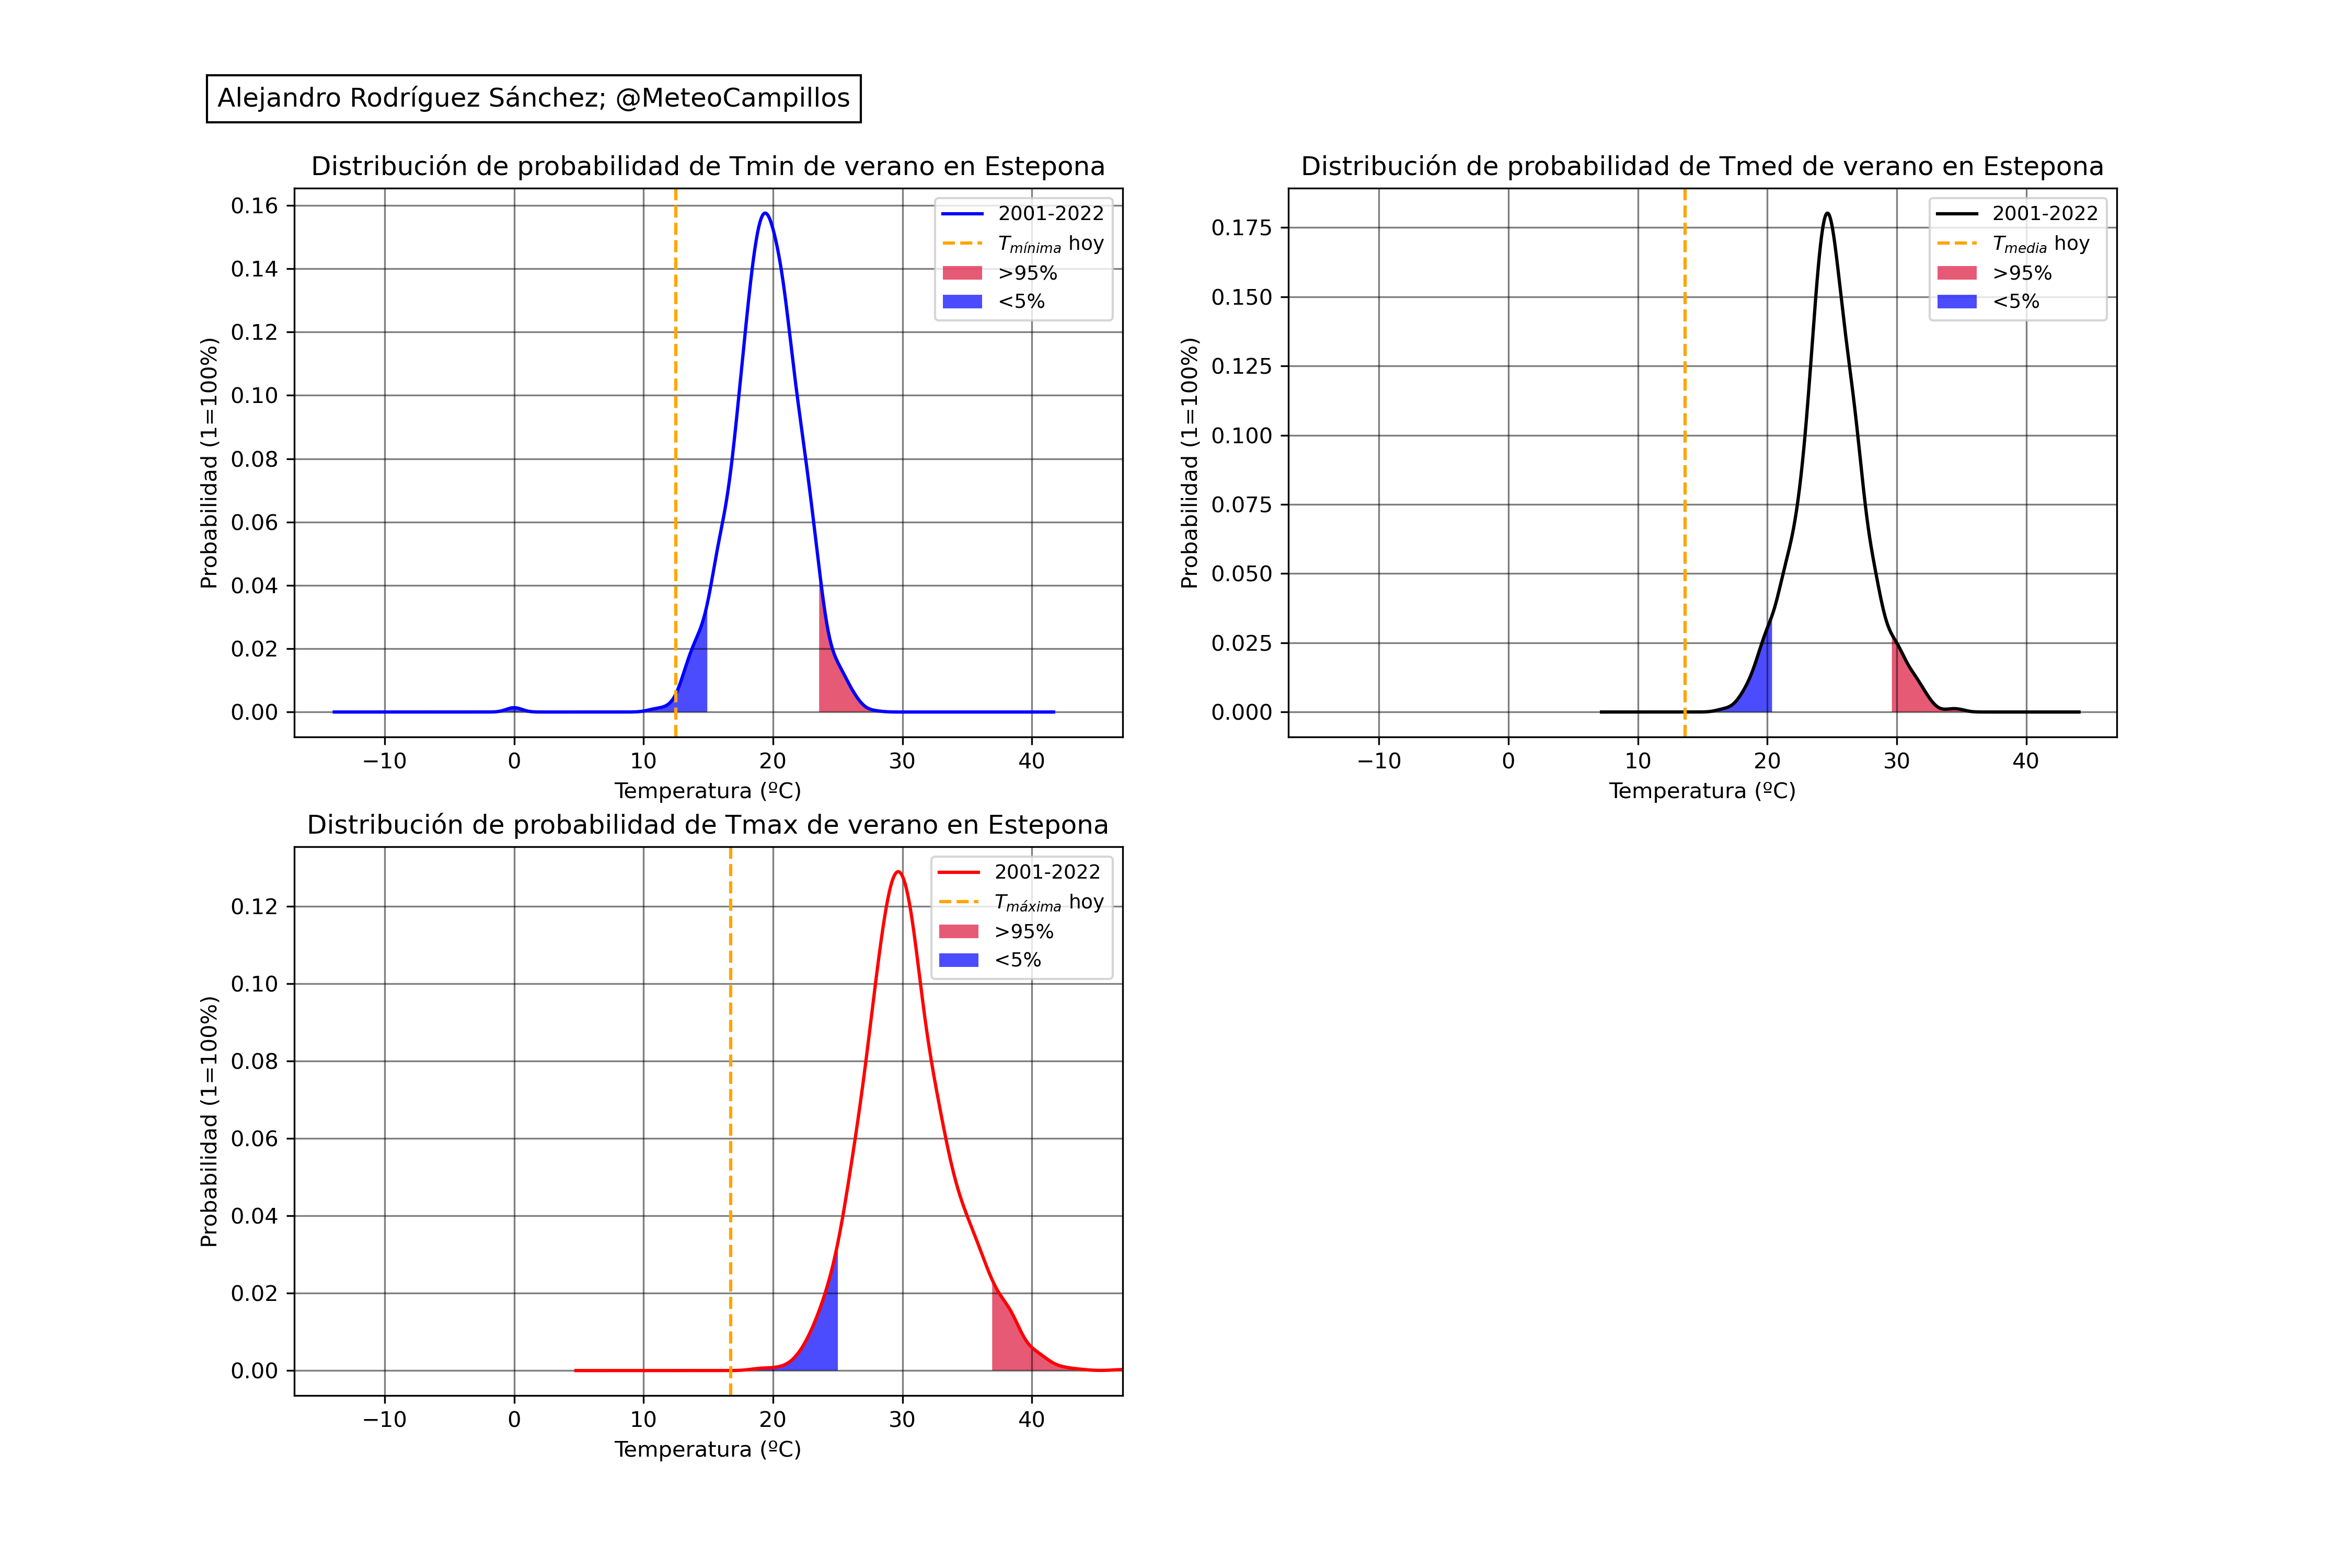 Alejandro Rodríguez Sánchez; @MeteoCampillos
Distribución de probabilidad de Tmin de verano en Estepona
Probabilidad (1=100%)
0.16
0.14
0.12
0.10
0.08
0.06
0.04
0.02
0.00
2001-2022
Tmínima hoy
>95%
<5%
−10 0 10 20 30 40
Temperatura (ºC)
Distribución de probabilidad de Tmed de verano en Estepona
Probabilidad (1=100%)
0.175
0.150
0.125
0.100
0.075
0.050
0.025
0.000
2001-2022
Tmedia hoy
>95%
<5%
−10 0 10 20 30 40
Temperatura (ºC)
Distribución de probabilidad de Tmax de verano en Estepona
Probabilidad (1=100%)
0.12
0.10
0.08
0.06
0.04
0.02
0.00
2001-2022
Tmáxima hoy
>95%
<5%
−10 0 10 20 30 40
Temperatura (ºC)